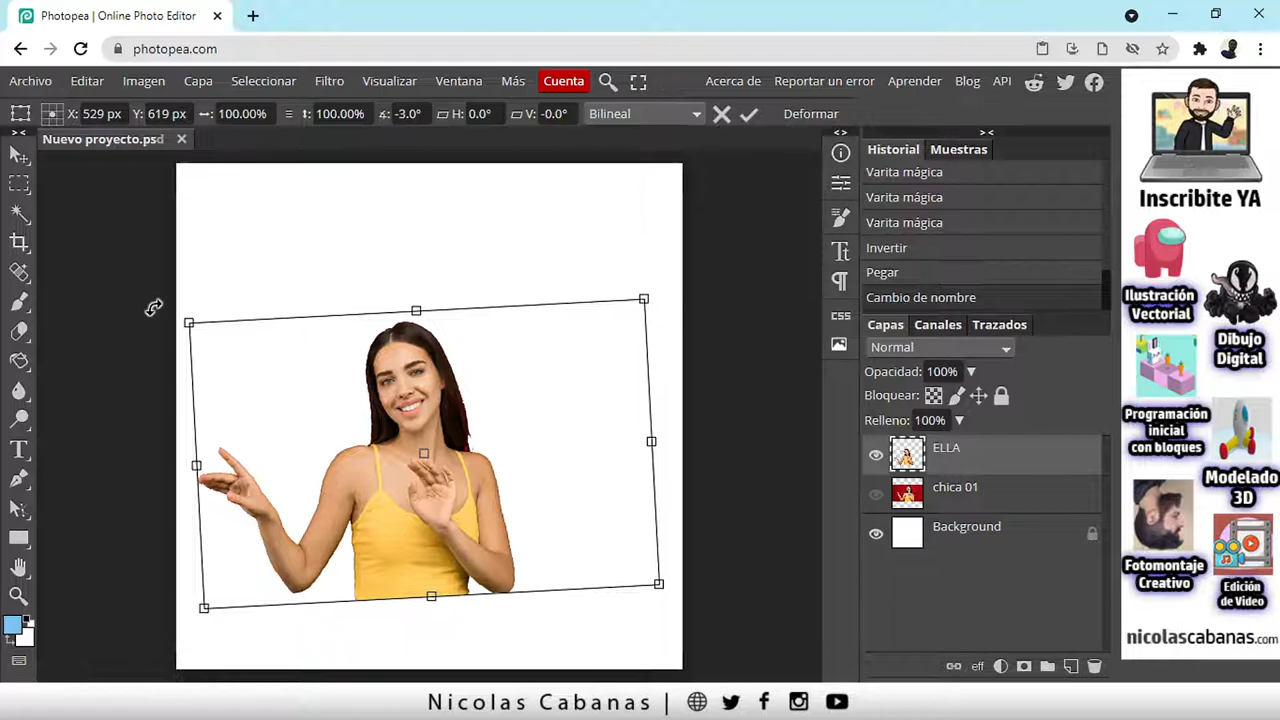 Photopea | Online Photo Editor
photopea.com
Archivo Editar Imagen Capa Seleccionar Filtro Visualizar Ventana Más Cuenta Acerca de Reportar un error Aprender Blog API
X: 529 px Y: 619 px 100.00% 100.00% -3.0° H: 0.0° V: -0.0° Bilineal Deformar
Nuevo proyecto.psd
Historial Muestras
Varita mágica
Varita mágica
Varita mágica
Invertir
Pegar
Cambio de nombre
CSS
Capas Canales Trazados
Normal
Opacidad: 100%
Bloquear:
Relleno: 100%
ELLA
chica 01
Background
eff
Inscribite YA
Ilustración
Vectorial
Dibujo
Digital
Programación
inicial
con bloques
Modelado
3D
Fotomontaje
Creativo
Edición
de Video
nicolascabanas.com
Nicolas Cabanas |